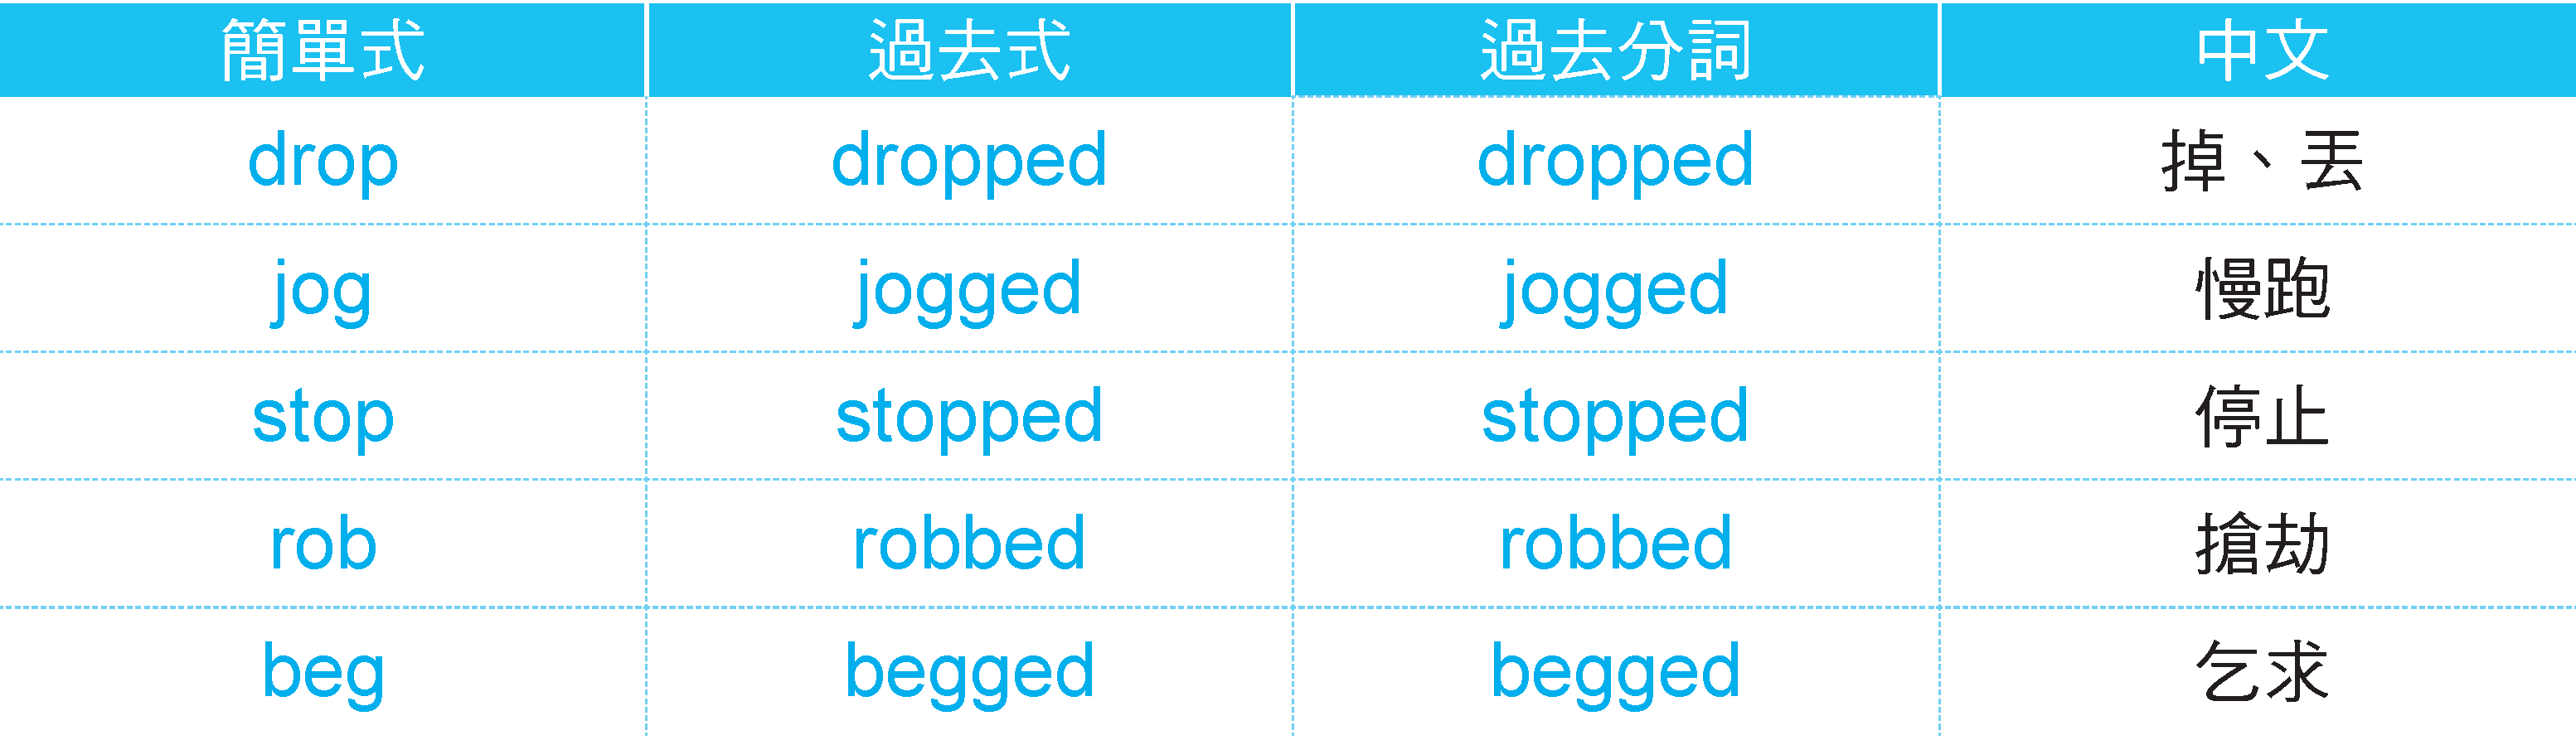 簡單式 過去式 過去分詞 中文
drop dropped dropped 掉、丟
jog jogged jogged 慢跑
stop stopped stopped 停止
rob robbed robbed 搶劫
beg begged begged 乞求